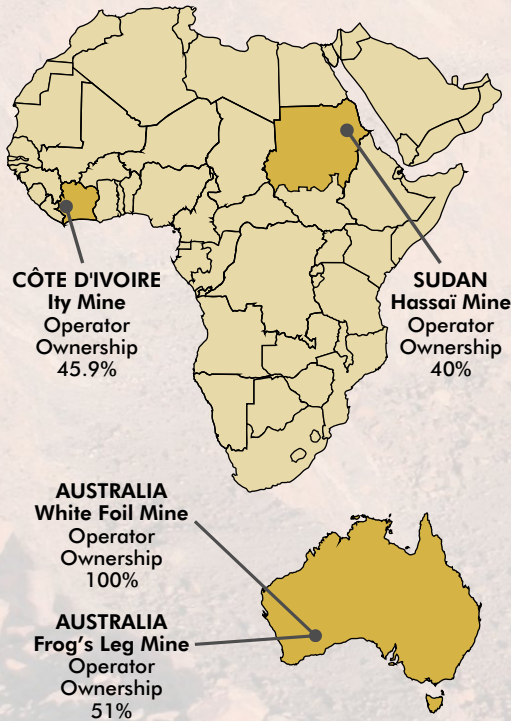 CÔTE D'IVOIRE
Ity Mine
Operator
Ownership
45.9%
SUDAN
Hassaï Mine
Operator
Ownership
40%
AUSTRALIA
White Foil Mine
Operator
Ownership
100%
AUSTRALIA
Frog's Leg Mine
Operator
Ownership
51%